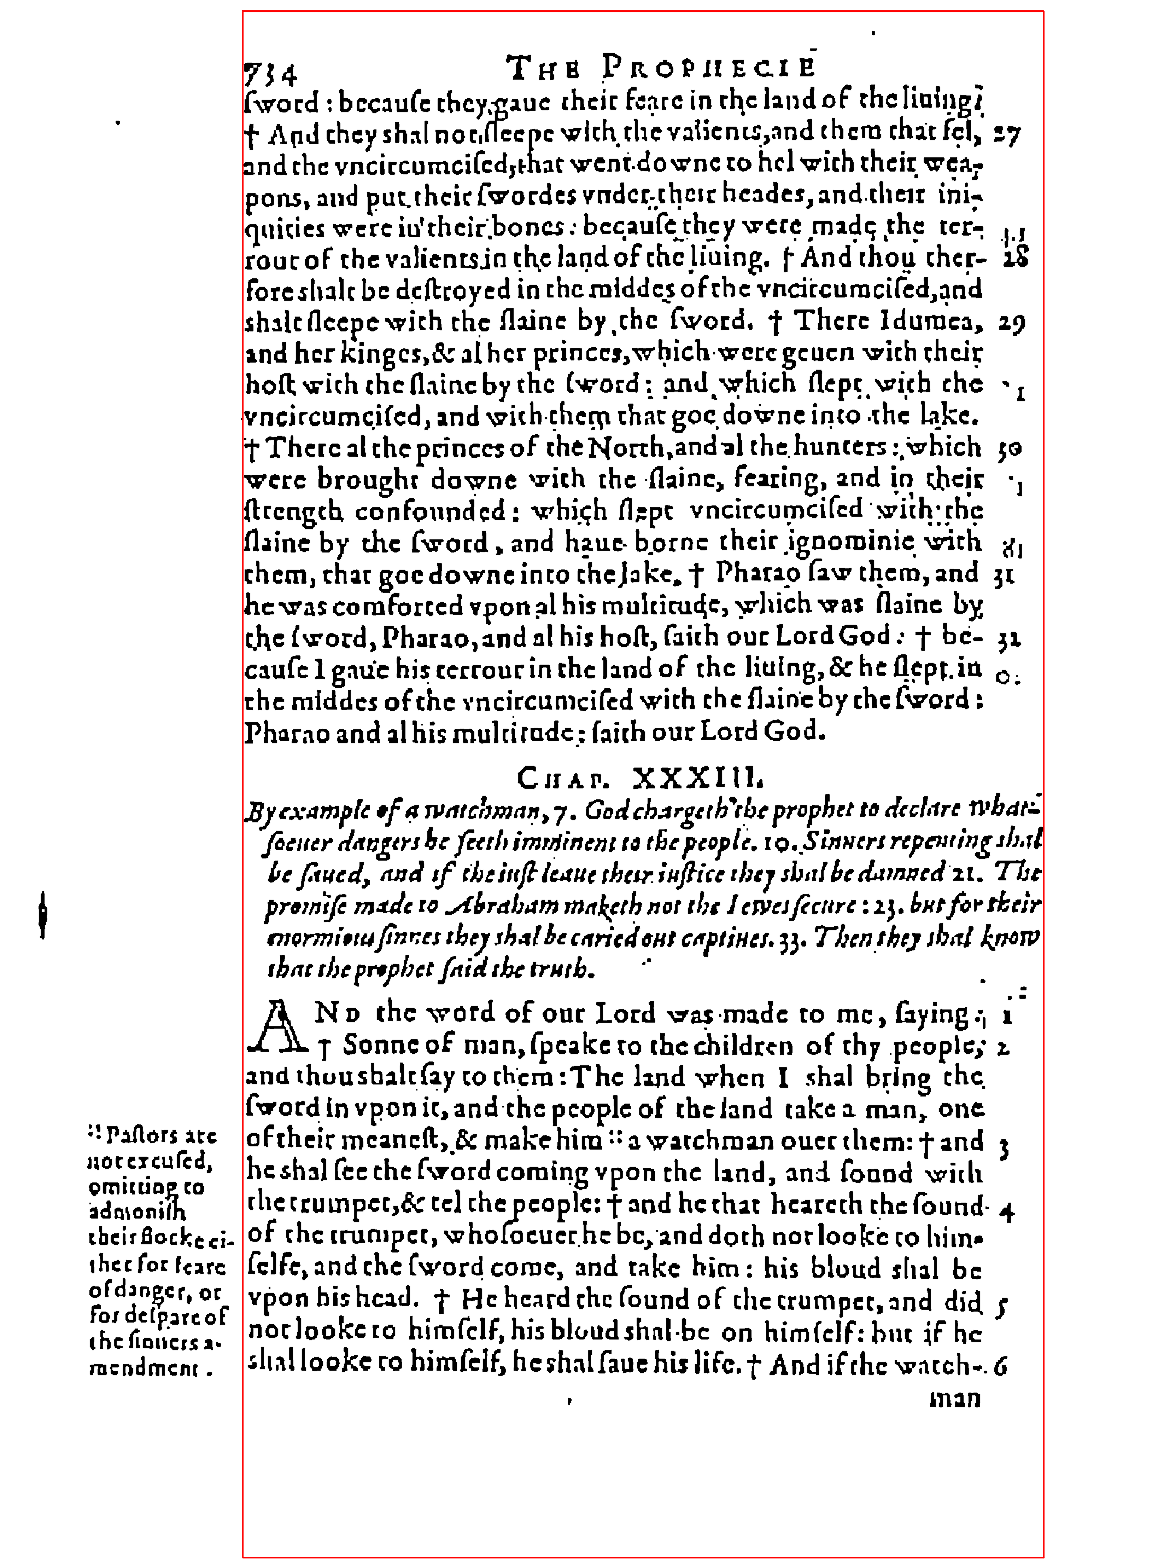 734 THE PROPHECIE
ſword : becauſe they gaue their feare in the land of the liuing.
† And they shal not ſleepe with the valients, and them that fel, 27
and the vncircumciſed, that went downe to hel with their wea-
pons, and put their ſwordes vnder their heades, and their ini-
quities were in their bones : becauſe they were made the ter-
rour of the valients in the land of the liuing. † And thou ther- 28
fore shalt be deſtroyed in the middes of the vncircumciſed, and
shalt ſleepe with the ſlaine by the ſword. † There Idumea, 29
and her kinges, & al her princes, which were geuen with their
hoſt with the ſlaine by the ſword : and which ſlept with the
vncircumciſed, and with them that goe downe into the lake.
† There al the princes of the North, and al the hunters : which 30
were brought downe with the ſlaine, fearing, and in their
ſtrength confounded : which ſlept vncircumciſed with the
ſlaine by the ſword, and haue borne their ignominie with
them, that goe downe into the lake. † Pharao ſaw them, and 31
he was comforted vpon al his multitude, which was ſlaine by
the ſword, Pharao, and al his hoſt, ſaith our Lord God : † be- 32
cauſe I gaue his terrour in the land of the liuing, & he ſlept in
the middes of the vncircumciſed with the ſlaine by the ſword :
Pharao and al his multitude : ſaith our Lord God.
CHAP. XXXIII.
By example of a watchman, 7. God chargeth the prophet to declare what-
ſoeuer dangers he ſeeth imminent to the people. 10. Sinners repenting shal
be ſaued, and if the iuſt leaue their iuſtice they shal be damned 21. The
promiſe made to Abraham maketh not the Iewes ſecure : 23. but for their
enormious ſinnes they shal be caried out captiues. 33. Then they shal know
that the prophet ſaid the truth.
AND the word of our Lord was made to me, ſaying : 1
† Sonne of man, ſpeake to the children of thy people, 2
and thou shalt ſay to them : The land when I shal bring the
ſword in vpon it, and the people of the land take a man, one
of their meaneſt, & make him :: a watchman ouer them : † and 3
he shal ſee the ſword coming vpon the land, and ſound with
the trumpet, & tel the people : † and he that heareth the ſound 4
of the trumpet, whoſoeuer he be, and doth not looke to him-
ſelfe, and the ſword come, and take him : his bloud shal be
vpon his head. † He heard the ſound of the trumpet, and did 5
not looke to himſelf, his bloud shal be on himſelf : but if he
shal looke to himſelf, he shal ſaue his life. † And if the watch- 6
man
:: Paſtors are
not excuſed,
omitting to
admonish
their flocke ei-
ther for feare
of danger, or
for deſpare of
the ſinners a-
mendment.